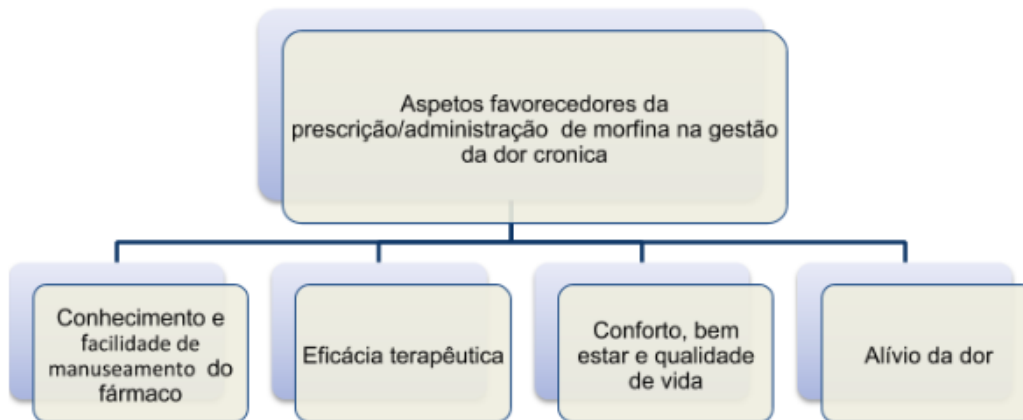 Aspetos favorecedores da
prescrição/administração de morfina na gestão
da dor cronica
Conhecimento e
facilidade de
manuseamento do
fármaco
Eficácia terapêutica
Conforto, bem
estar e qualidade
de vida
Alívio da dor